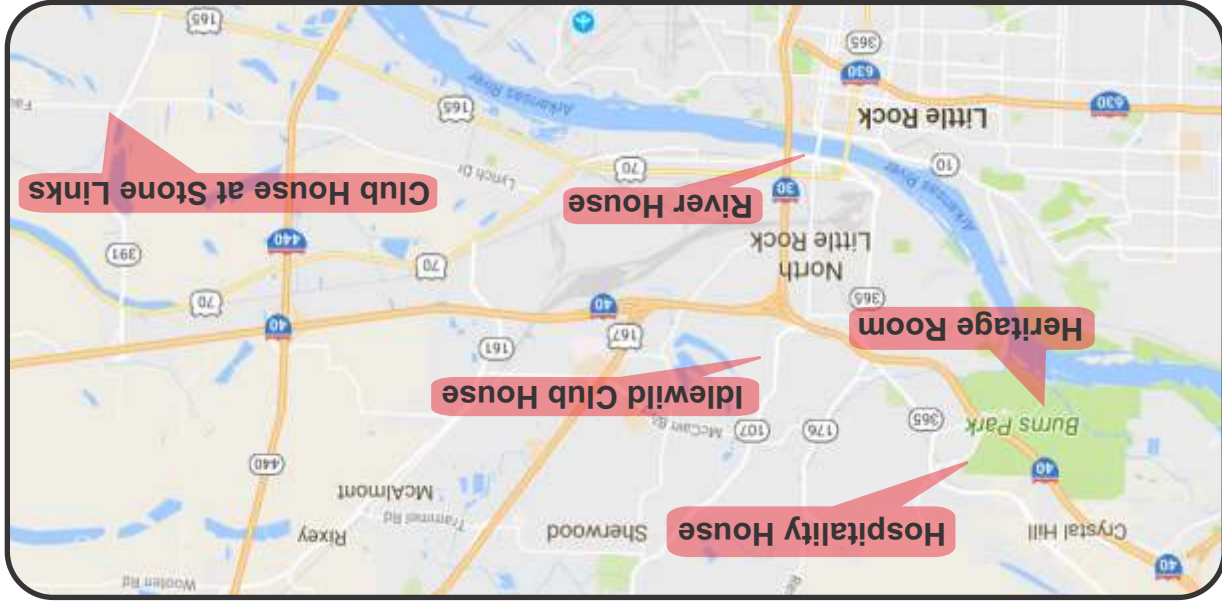 Wooten Rd
40
Crystal Hill
Hospitality House
Sherwood
Rixey
Trammel Rd
McAlmont
40
440
Burns Park
365
176
107
Idlewild Club House
161
Heritage Room
167
40
40
365
North
Little Rock
70
70
391
440
River House
30
Club House at Stone Links
Arkansas River
10
70
Lynch Dr
Little Rock
165
Arkansas River
630
630
365
165